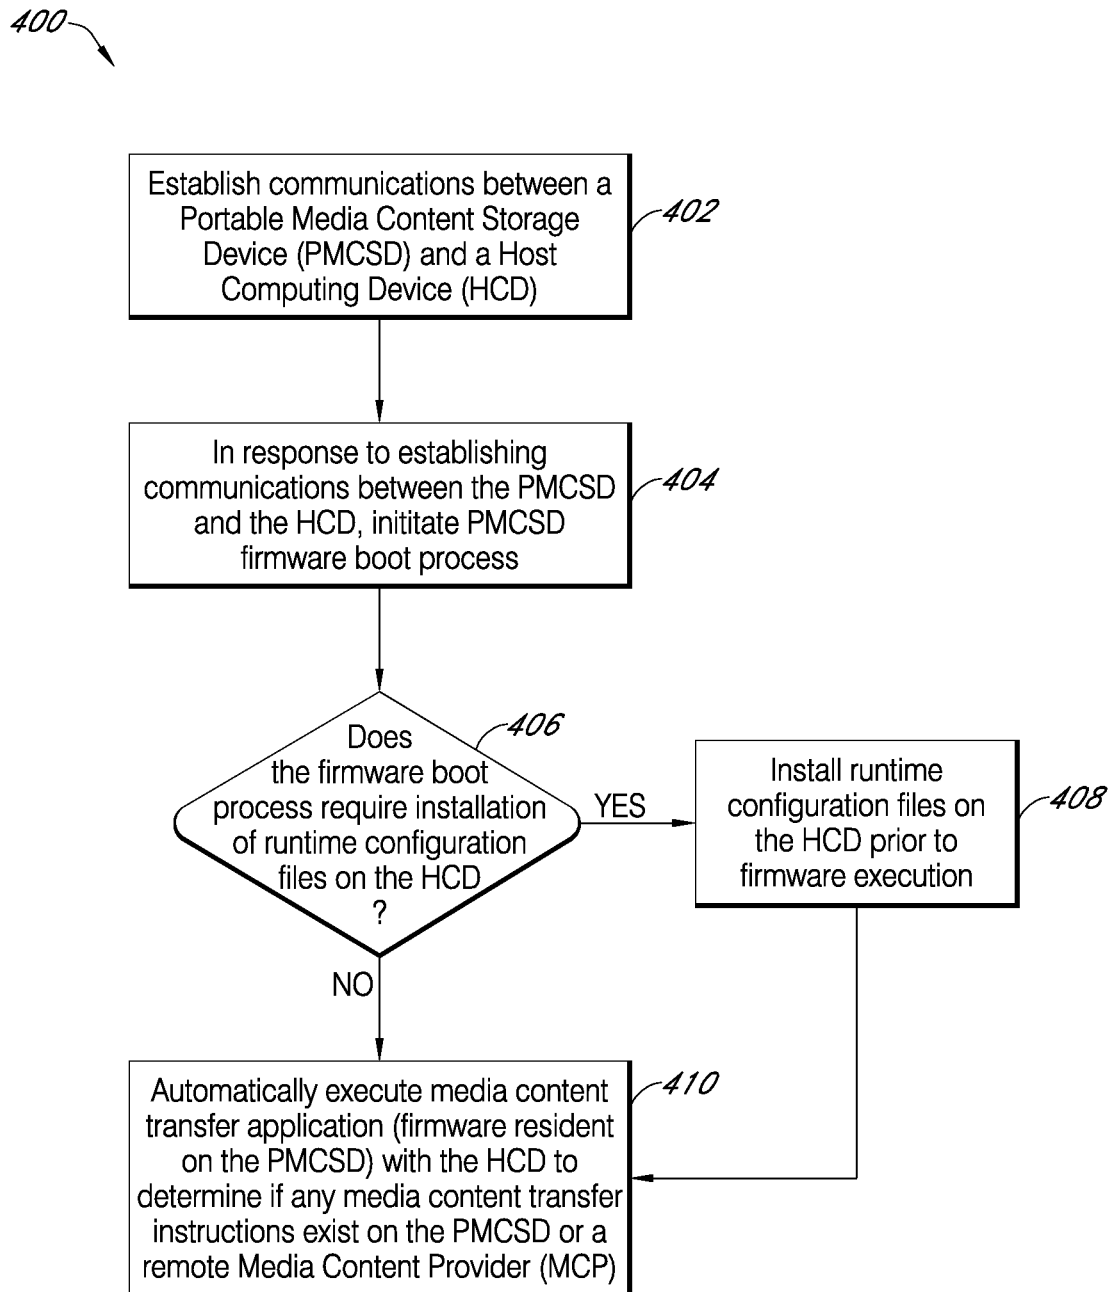 400
Establish communications between a
Portable Media Content Storage
Device (PMCSD) and a Host
Computing Device (HCD)
402
In response to establishing
communications between the PMCSD
and the HCD, inititate PMCSD
firmware boot process
404
Does
the firmware boot
process require installation
of runtime configuration
files on the HCD
?
406
YES
Install runtime
configuration files on
the HCD prior to
firmware execution
408
NO
Automatically execute media content
transfer application (firmware resident
on the PMCSD) with the HCD to
determine if any media content transfer
instructions exist on the PMCSD or a
remote Media Content Provider (MCP)
410